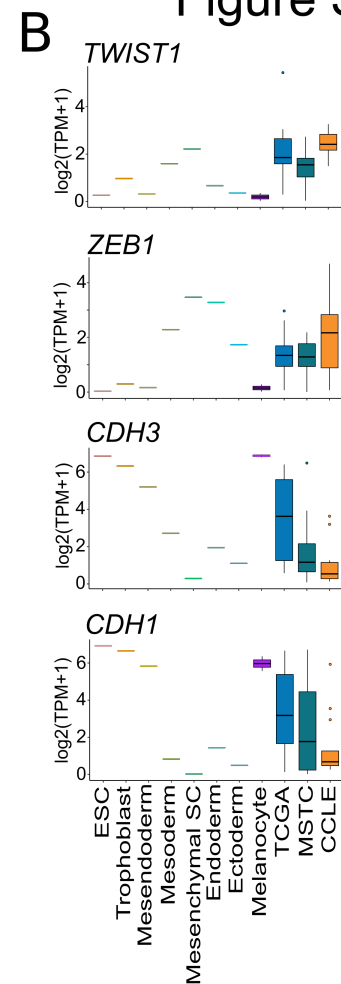 Figure
B
TWIST1
log2(TPM+1)
4
2
0
ZEB1
log2(TPM+1)
4
2
0
CDH3
log2(TPM+1)
6
4
2
0
CDH1
log2(TPM+1)
6
4
2
0
ESC
Trophoblast
Mesendoderm
Mesoderm
Mesenchymal SC
Endoderm
Ectoderm
Melanocyte
TCGA
MSTC
CCLE